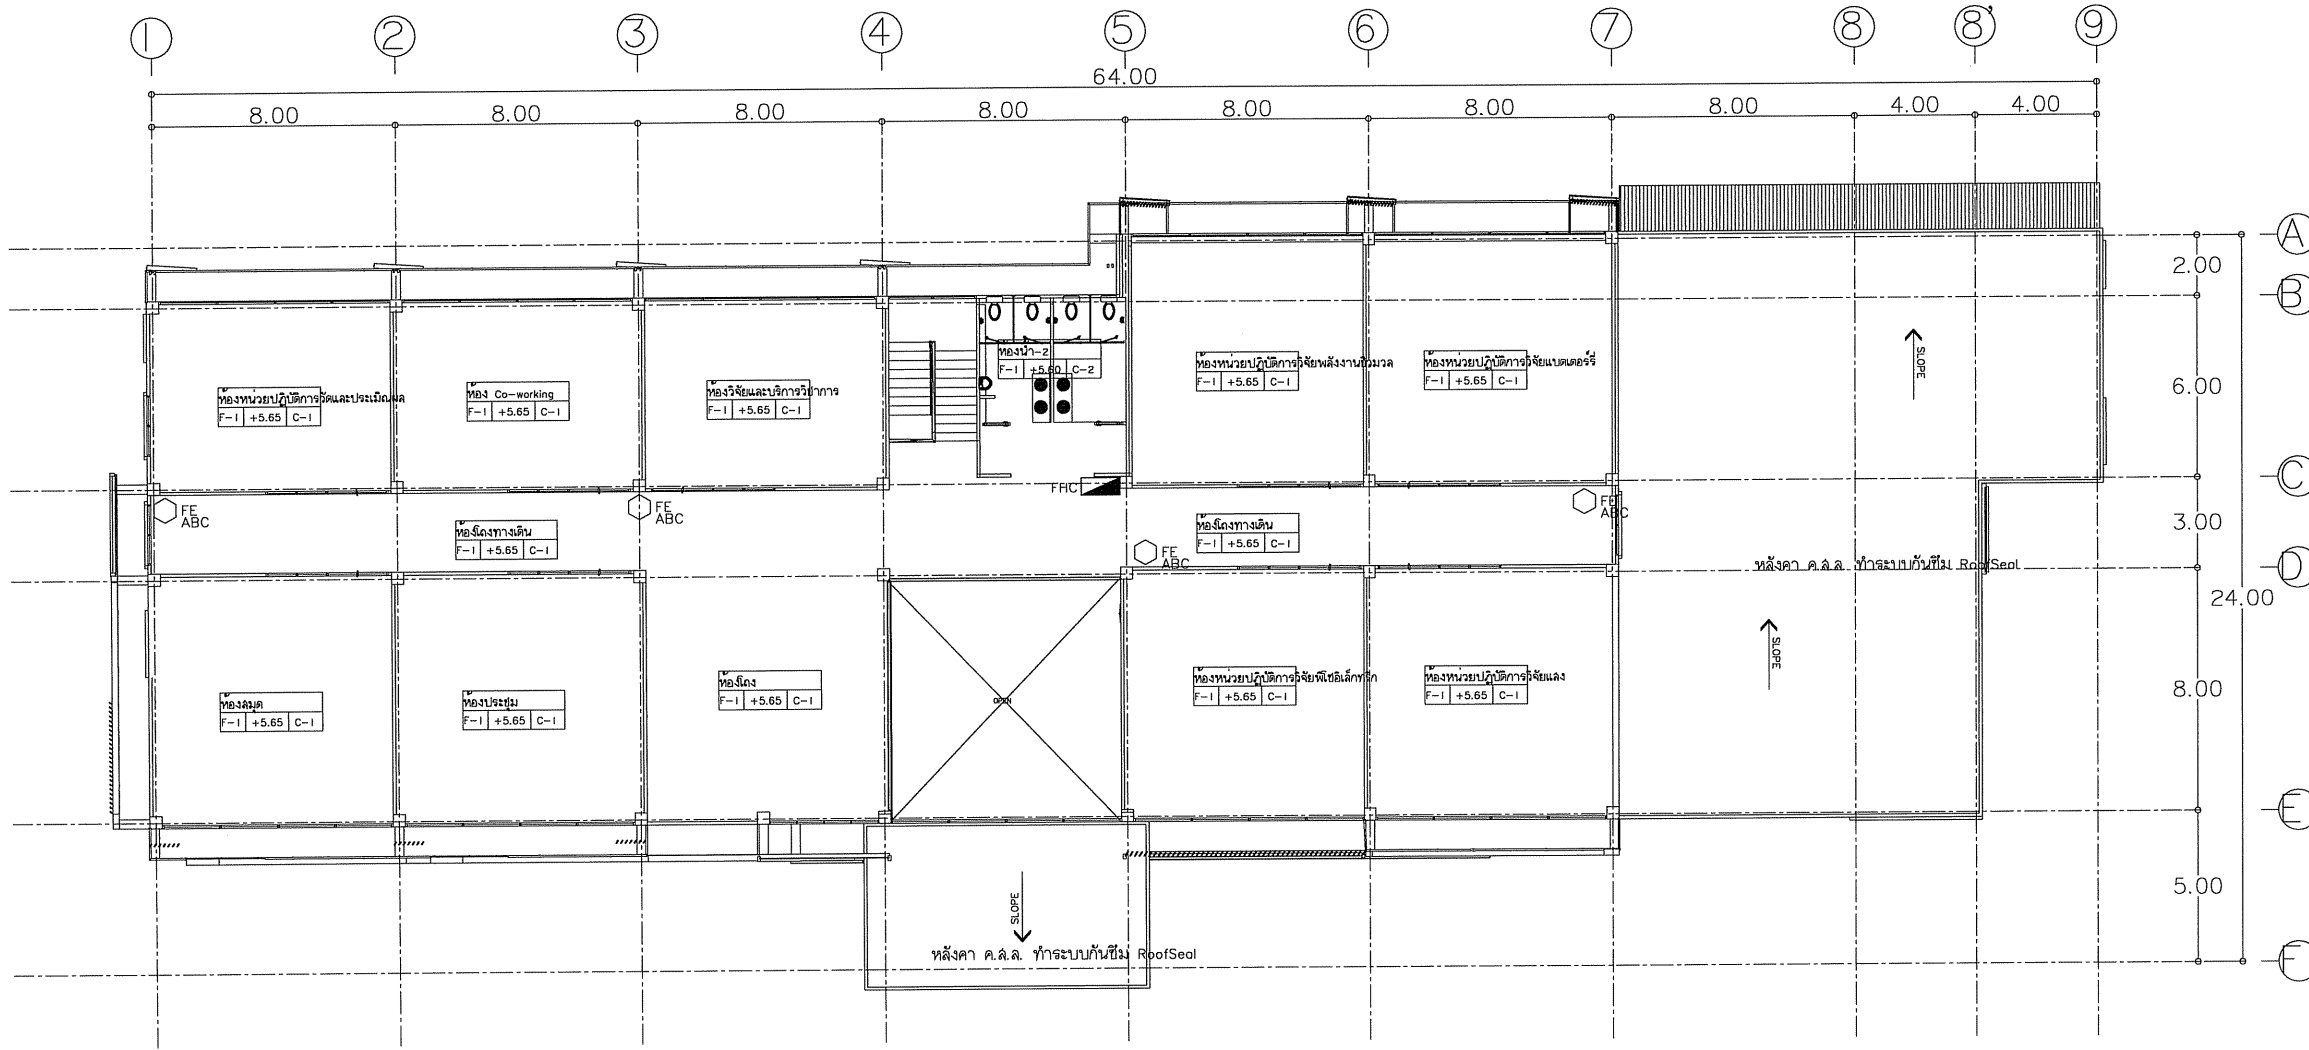 1 2 3 4 5 6 7 8 8' 9
64.00
8.00 8.00 8.00 8.00 8.00 8.00 8.00 4.00 4.00
A
2.00
B
ห้องน้ำ-2
F-1 +5.60 C-2
ห้องหน่วยปฏิบัติการวิจัยพลังงานชีวมวล
F-1 +5.65 C-1
ห้องหน่วยปฏิบัติการวิจัยแบตเตอร์รี่
F-1 +5.65 C-1
SLOPE
6.00
ห้องหน่วยปฏิบัติการวัดและประเมินผล
F-1 +5.65 C-1
ห้อง Co-working
F-1 +5.65 C-1
ห้องวิจัยและบริการวิชาการ
F-1 +5.65 C-1
C
FHC
FE
ABC
FE
ABC
FE
ABC
ห้องโถงทางเดิน
F-1 +5.65 C-1
ห้องโถงทางเดิน
F-1 +5.65 C-1
3.00
FE
ABC
หลังคา ค.ส.ล. ทำระบบกันซึม RoofSeal
D
24.00
SLOPE
ห้องสมุด
F-1 +5.65 C-1
ห้องประชุม
F-1 +5.65 C-1
ห้องโถง
F-1 +5.65 C-1
OPEN
ห้องหน่วยปฏิบัติการวิจัยพีโซอิเล็กทริก
F-1 +5.65 C-1
ห้องหน่วยปฏิบัติการวิจัยแสง
F-1 +5.65 C-1
8.00
E
5.00
SLOPE
หลังคา ค.ส.ล. ทำระบบกันซึม RoofSeal
F